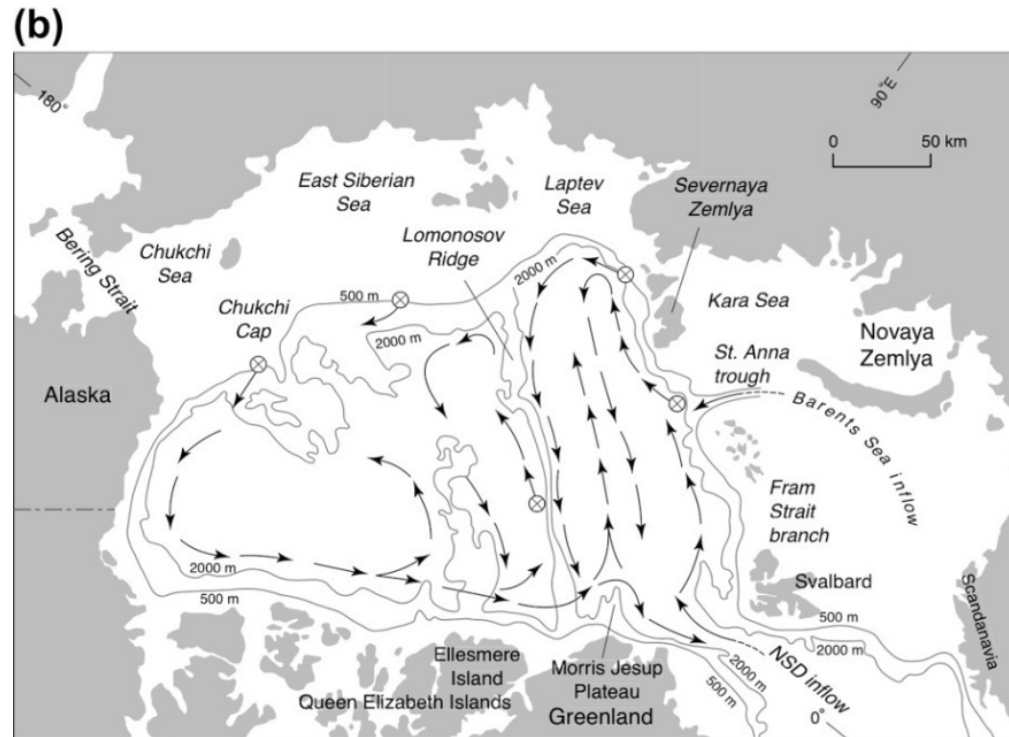 (b)
180°
90°E
0
50 km
East Siberian
Sea
Laptev
Sea
Severnaya
Zemlya
Lomonosov
Ridge
Bering Strait
Chukchi
Sea
2000 m
500 m
Chukchi
Cap
2000 m
Kara Sea
Novaya
Zemlya
St. Anna
trough
Alaska
Barents Sea inflow
Fram
Strait
branch
2000 m
500 m
Svalbard
Scandanavia
500 m
2000 m
Ellesmere
Island
Queen Elizabeth Islands
Morris Jesup
Plateau
Greenland
2000 m
500 m
NSD inflow
0°